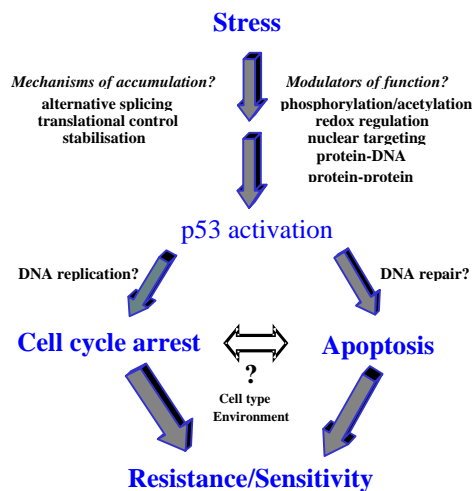 Stress
Mechanisms of accumulation?
alternative splicing
translational control
stabilisation
Modulators of function?
phosphorylation/acetylation
redox regulation
nuclear targeting
protein-DNA
protein-protein
p53 activation
DNA replication?
DNA repair?
Cell cycle arrest
Apoptosis
?
Cell type
Environment
Resistance/Sensitivity